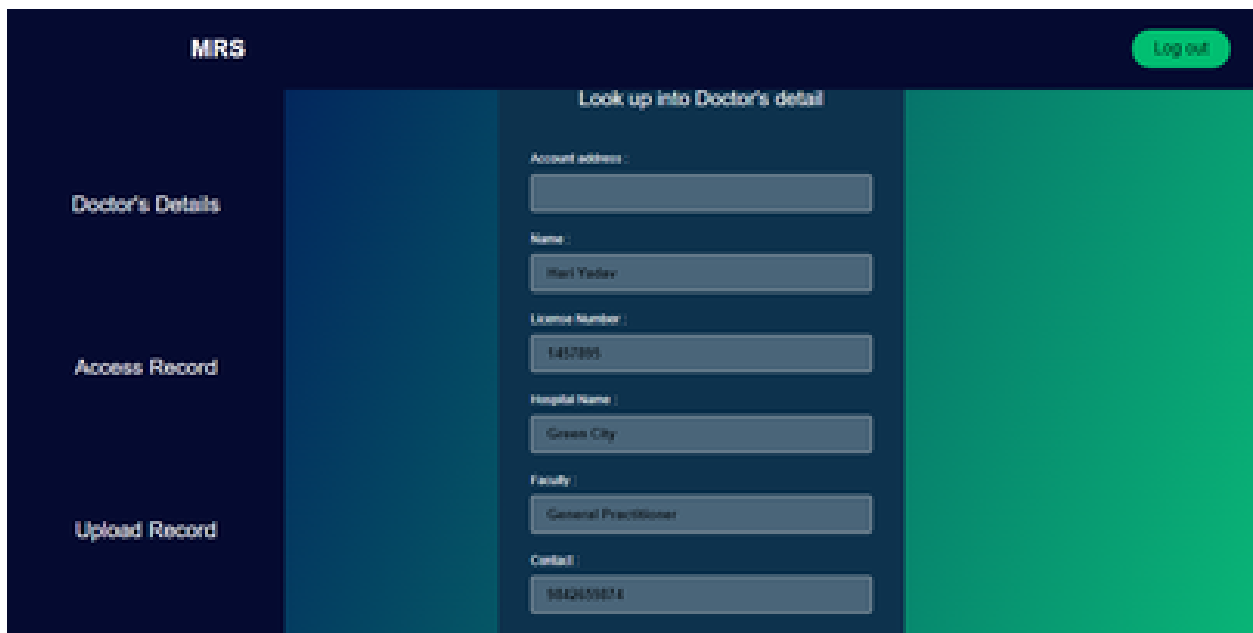 MRS
Log out
Look up into Doctor's detail
Doctor's Details
Access Record
Upload Record
Account address :
Name :
Hari Yadav
License Number :
1457895
Hospital Name :
Green City
Faculty :
General Practitioner
Contact :